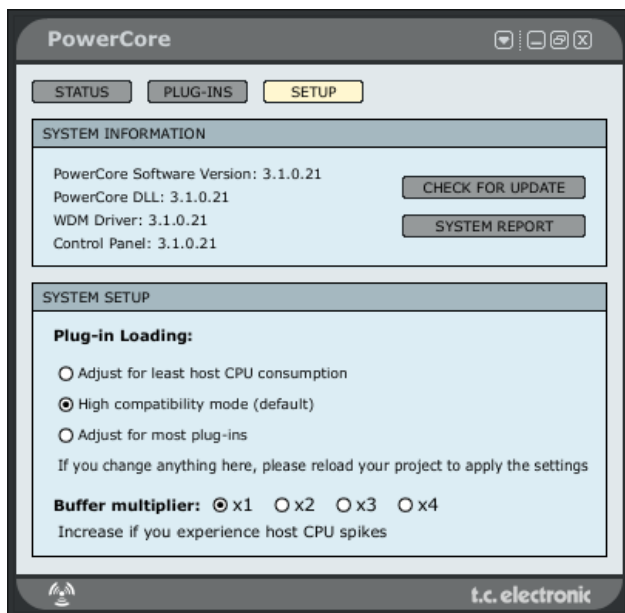 PowerCore
STATUS PLUG-INS SETUP
SYSTEM INFORMATION
PowerCore Software Version: 3.1.0.21
PowerCore DLL: 3.1.0.21
WDM Driver: 3.1.0.21
Control Panel: 3.1.0.21
CHECK FOR UPDATE
SYSTEM REPORT
SYSTEM SETUP
Plug-in Loading:
Adjust for least host CPU consumption
High compatibility mode (default)
Adjust for most plug-ins
If you change anything here, please reload your project to apply the settings
Buffer multiplier: x1 x2 x3 x4
Increase if you experience host CPU spikes
t.c. electronic